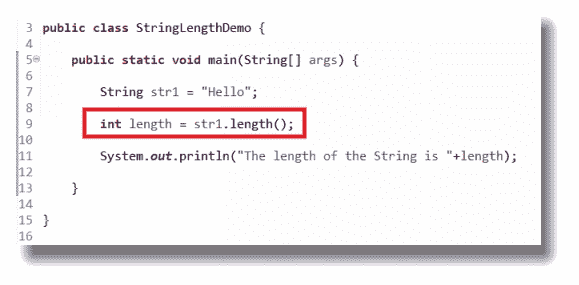 3 public class StringLengthDemo {
4
5 public static void main(String[] args) {
6
7 String str1 = "Hello";
8
9 int length = str1.length();
10
11 System.out.println("The length of the String is "+length);
12
13 }
14
15 }
16